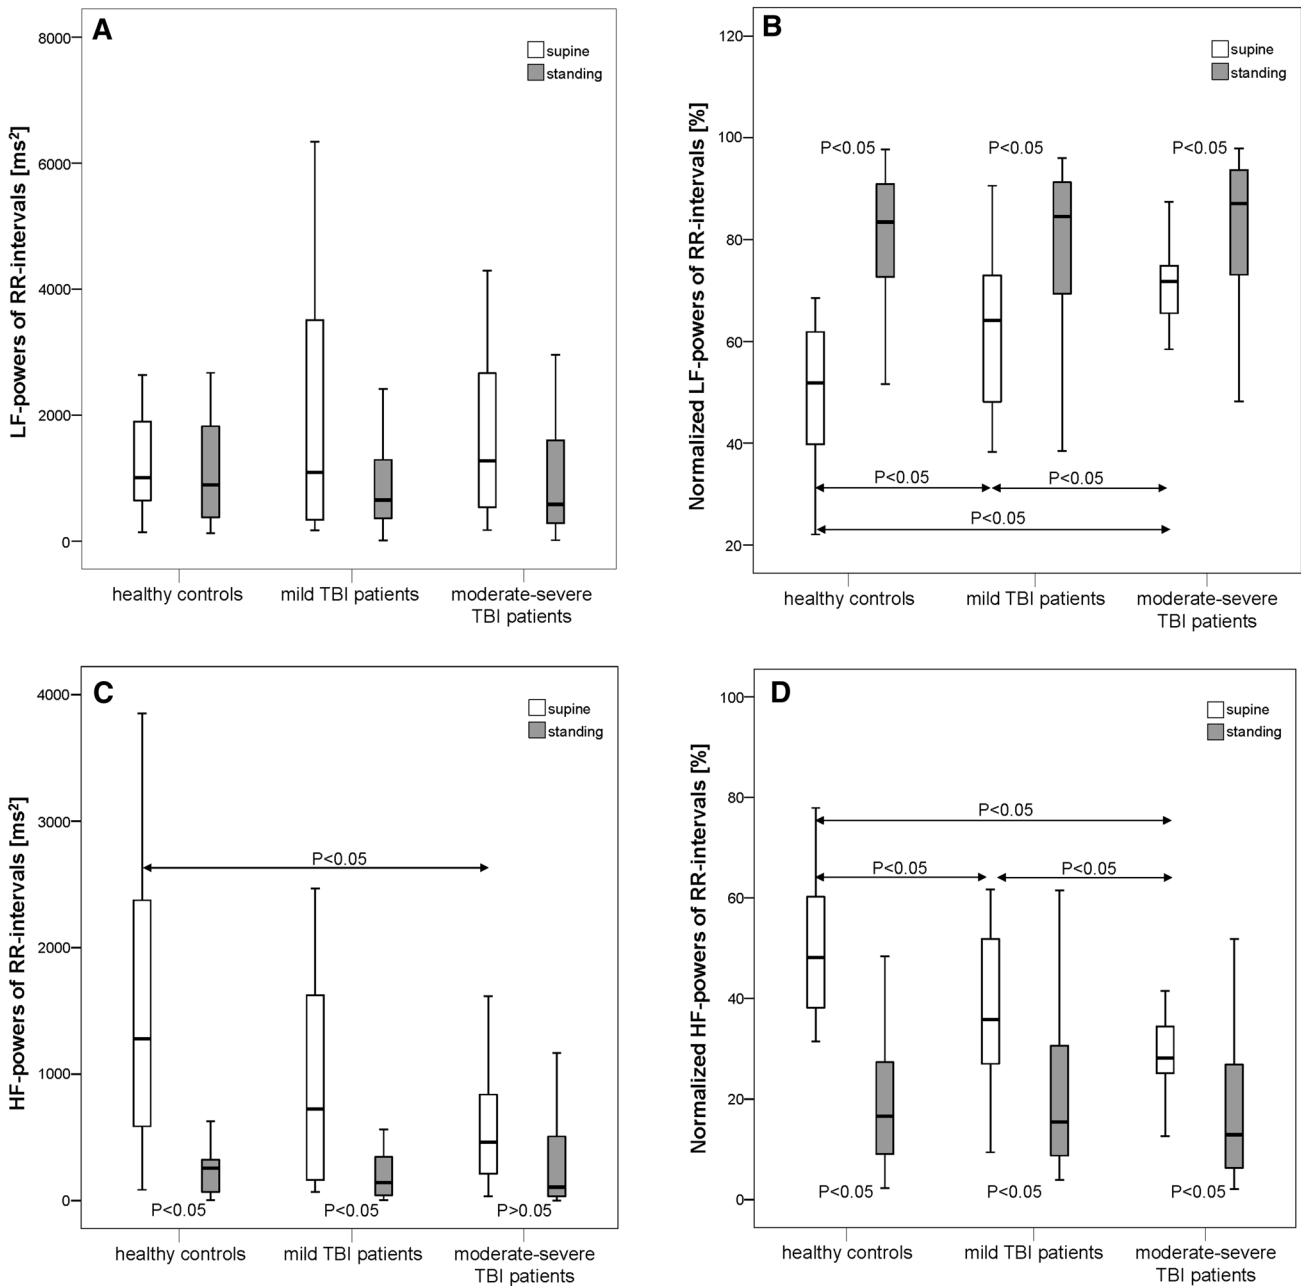 A
supine
standing
8000
6000
4000
2000
0
LF-powers of RR-intervals [ms²]
healthy controls
mild TBI patients
moderate-severe
TBI patients
B
supine
standing
120
100
80
60
40
20
Normalized LF-powers of RR-intervals [%]
P<0.05
P<0.05
P<0.05
P<0.05
P<0.05
P<0.05
healthy controls
mild TBI patients
moderate-severe
TBI patients
C
supine
standing
4000
3000
2000
1000
0
HF-powers of RR-intervals [ms²]
P<0.05
P<0.05
P<0.05
P>0.05
healthy controls
mild TBI patients
moderate-severe
TBI patients
D
supine
standing
100
80
60
40
20
0
Normalized HF-powers of RR-intervals [%]
P<0.05
P<0.05
P<0.05
P<0.05
P<0.05
P<0.05
healthy controls
mild TBI patients
moderate-severe
TBI patients